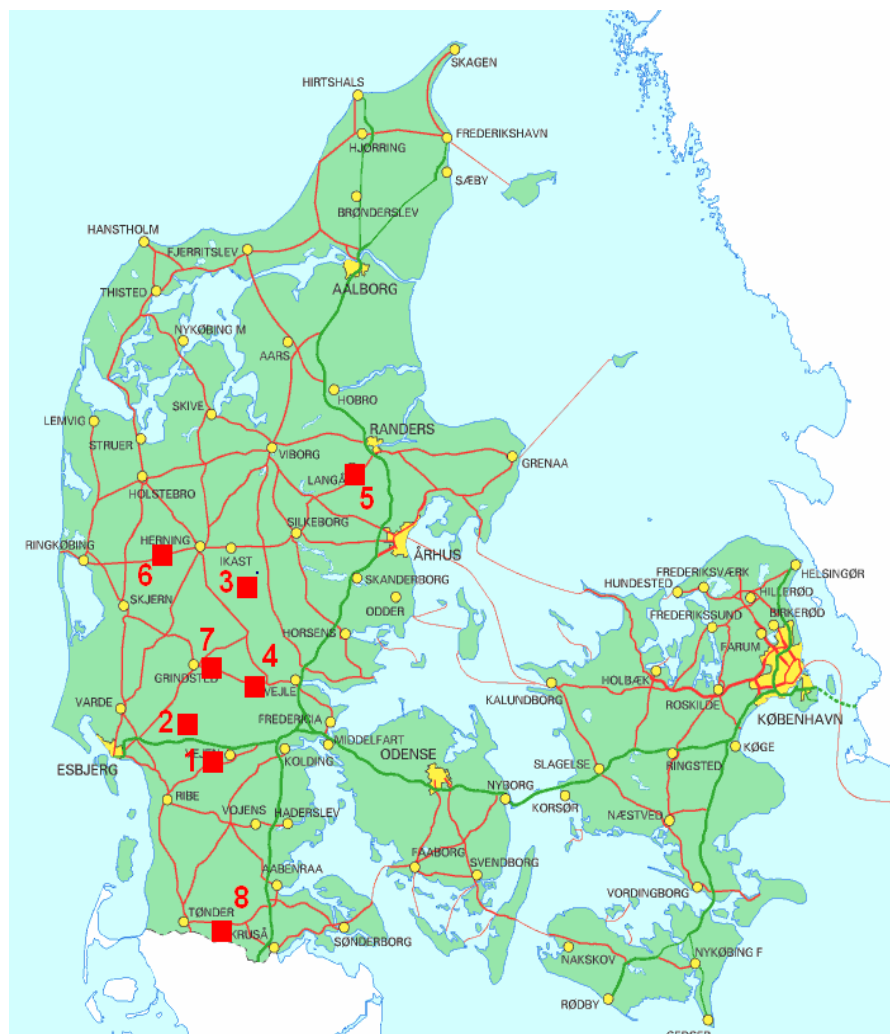 SKAGEN
HIRTSHALS
FREDERIKSHAVN
HJØRRING
SÆBY
BRØNDERSLEV
HANSTHOLM
FJERRITSLEV
AALBORG
THISTED
NYKØBING M
AARS
HOBRO
SKIVE
LEMVIG
RANDERS
STRUER
VIBORG
GRENAA
LANGÅ
HOLSTEBRO
5
SILKEBORG
HERNING
RINGKØBING
IKAST
ÅRHUS
6
3
SKANDERBORG
FREDERIKSVÆRK
HELSINGØR
HUNDESTED
HILLERØD
ODDER
SKJERN
FREDERIKSSUND
BIRKERØD
HORSENS
FARUM
7
4
GRINDSTED
HOLBÆK
VEJLE
KALUNDBORG
VARDE
ROSKILDE
2
FREDERICIA
KØBENHAVN
MIDDELFART
ODENSE
KØGE
VEJEN
1
KOLDING
ESBJERG
SLAGELSE
RINGSTED
NYBORG
RIBE
KORSØR
VOJENS
HADERSLEV
NÆSTVED
FAABORG
SVENDBORG
AABENRAA
VORDINGBORG
8
TØNDER
KRUSÅ
SØNDERBORG
NAKSKOV
NYKØBING F
RØDBY